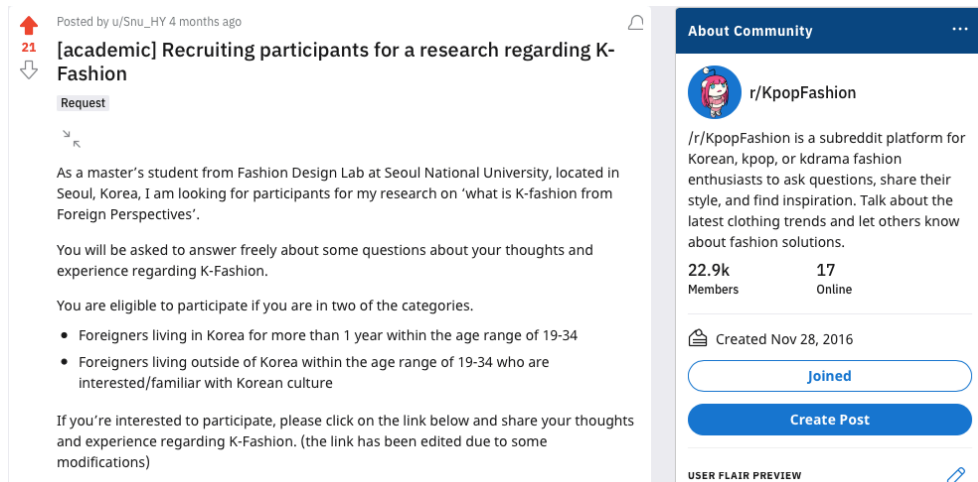 Posted by u/Snu_HY 4 months ago
21
[academic] Recruiting participants for a research regarding K-
Fashion
Request
As a master's student from Fashion Design Lab at Seoul National University, located in
Seoul, Korea, I am looking for participants for my research on 'what is K-fashion from
Foreign Perspectives'.
You will be asked to answer freely about some questions about your thoughts and
experience regarding K-Fashion.
You are eligible to participate if you are in two of the categories.
• Foreigners living in Korea for more than 1 year within the age range of 19-34
• Foreigners living outside of Korea within the age range of 19-34 who are
interested/familiar with Korean culture
If you're interested to participate, please click on the link below and share your thoughts
and experience regarding K-Fashion. (the link has been edited due to some
modifications)
About Community
r/KpopFashion
/r/KpopFashion is a subreddit platform for
Korean, kpop, or kdrama fashion
enthusiasts to ask questions, share their
style, and find inspiration. Talk about the
latest clothing trends and let others know
about fashion solutions.
22.9k 17
Members Online
Created Nov 28, 2016
Joined
Create Post
USER FLAIR PREVIEW